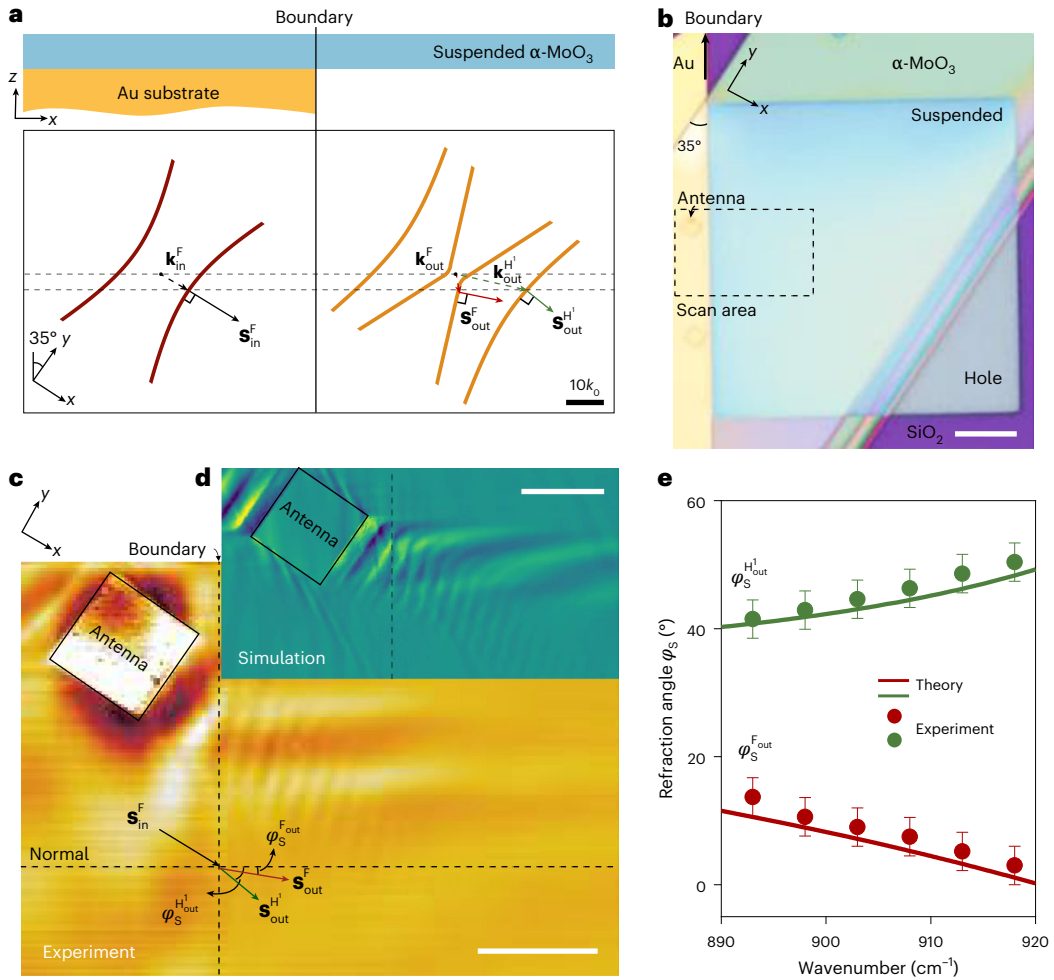 a
Boundary
Suspended α-MoO₃
Au substrate
z
x
k_in^F
s_in^F
35°
y
x
k_out^F
k_out^H¹
s_out^F
s_out^H¹
10k₀
b
Boundary
Au
y
x
α-MoO₃
Suspended
35°
Antenna
Scan area
Hole
SiO₂
c
y
x
Boundary
Antenna
s_in^F
Normal
φ_S^F_out
s_out^F
φ_S^H¹_out
s_out^H¹
Experiment
d
Antenna
Simulation
e
60
40
20
0
Refraction angle φ_S (°)
φ_S^H¹_out
Theory
Experiment
φ_S^F_out
890
900
910
920
Wavenumber (cm⁻¹)